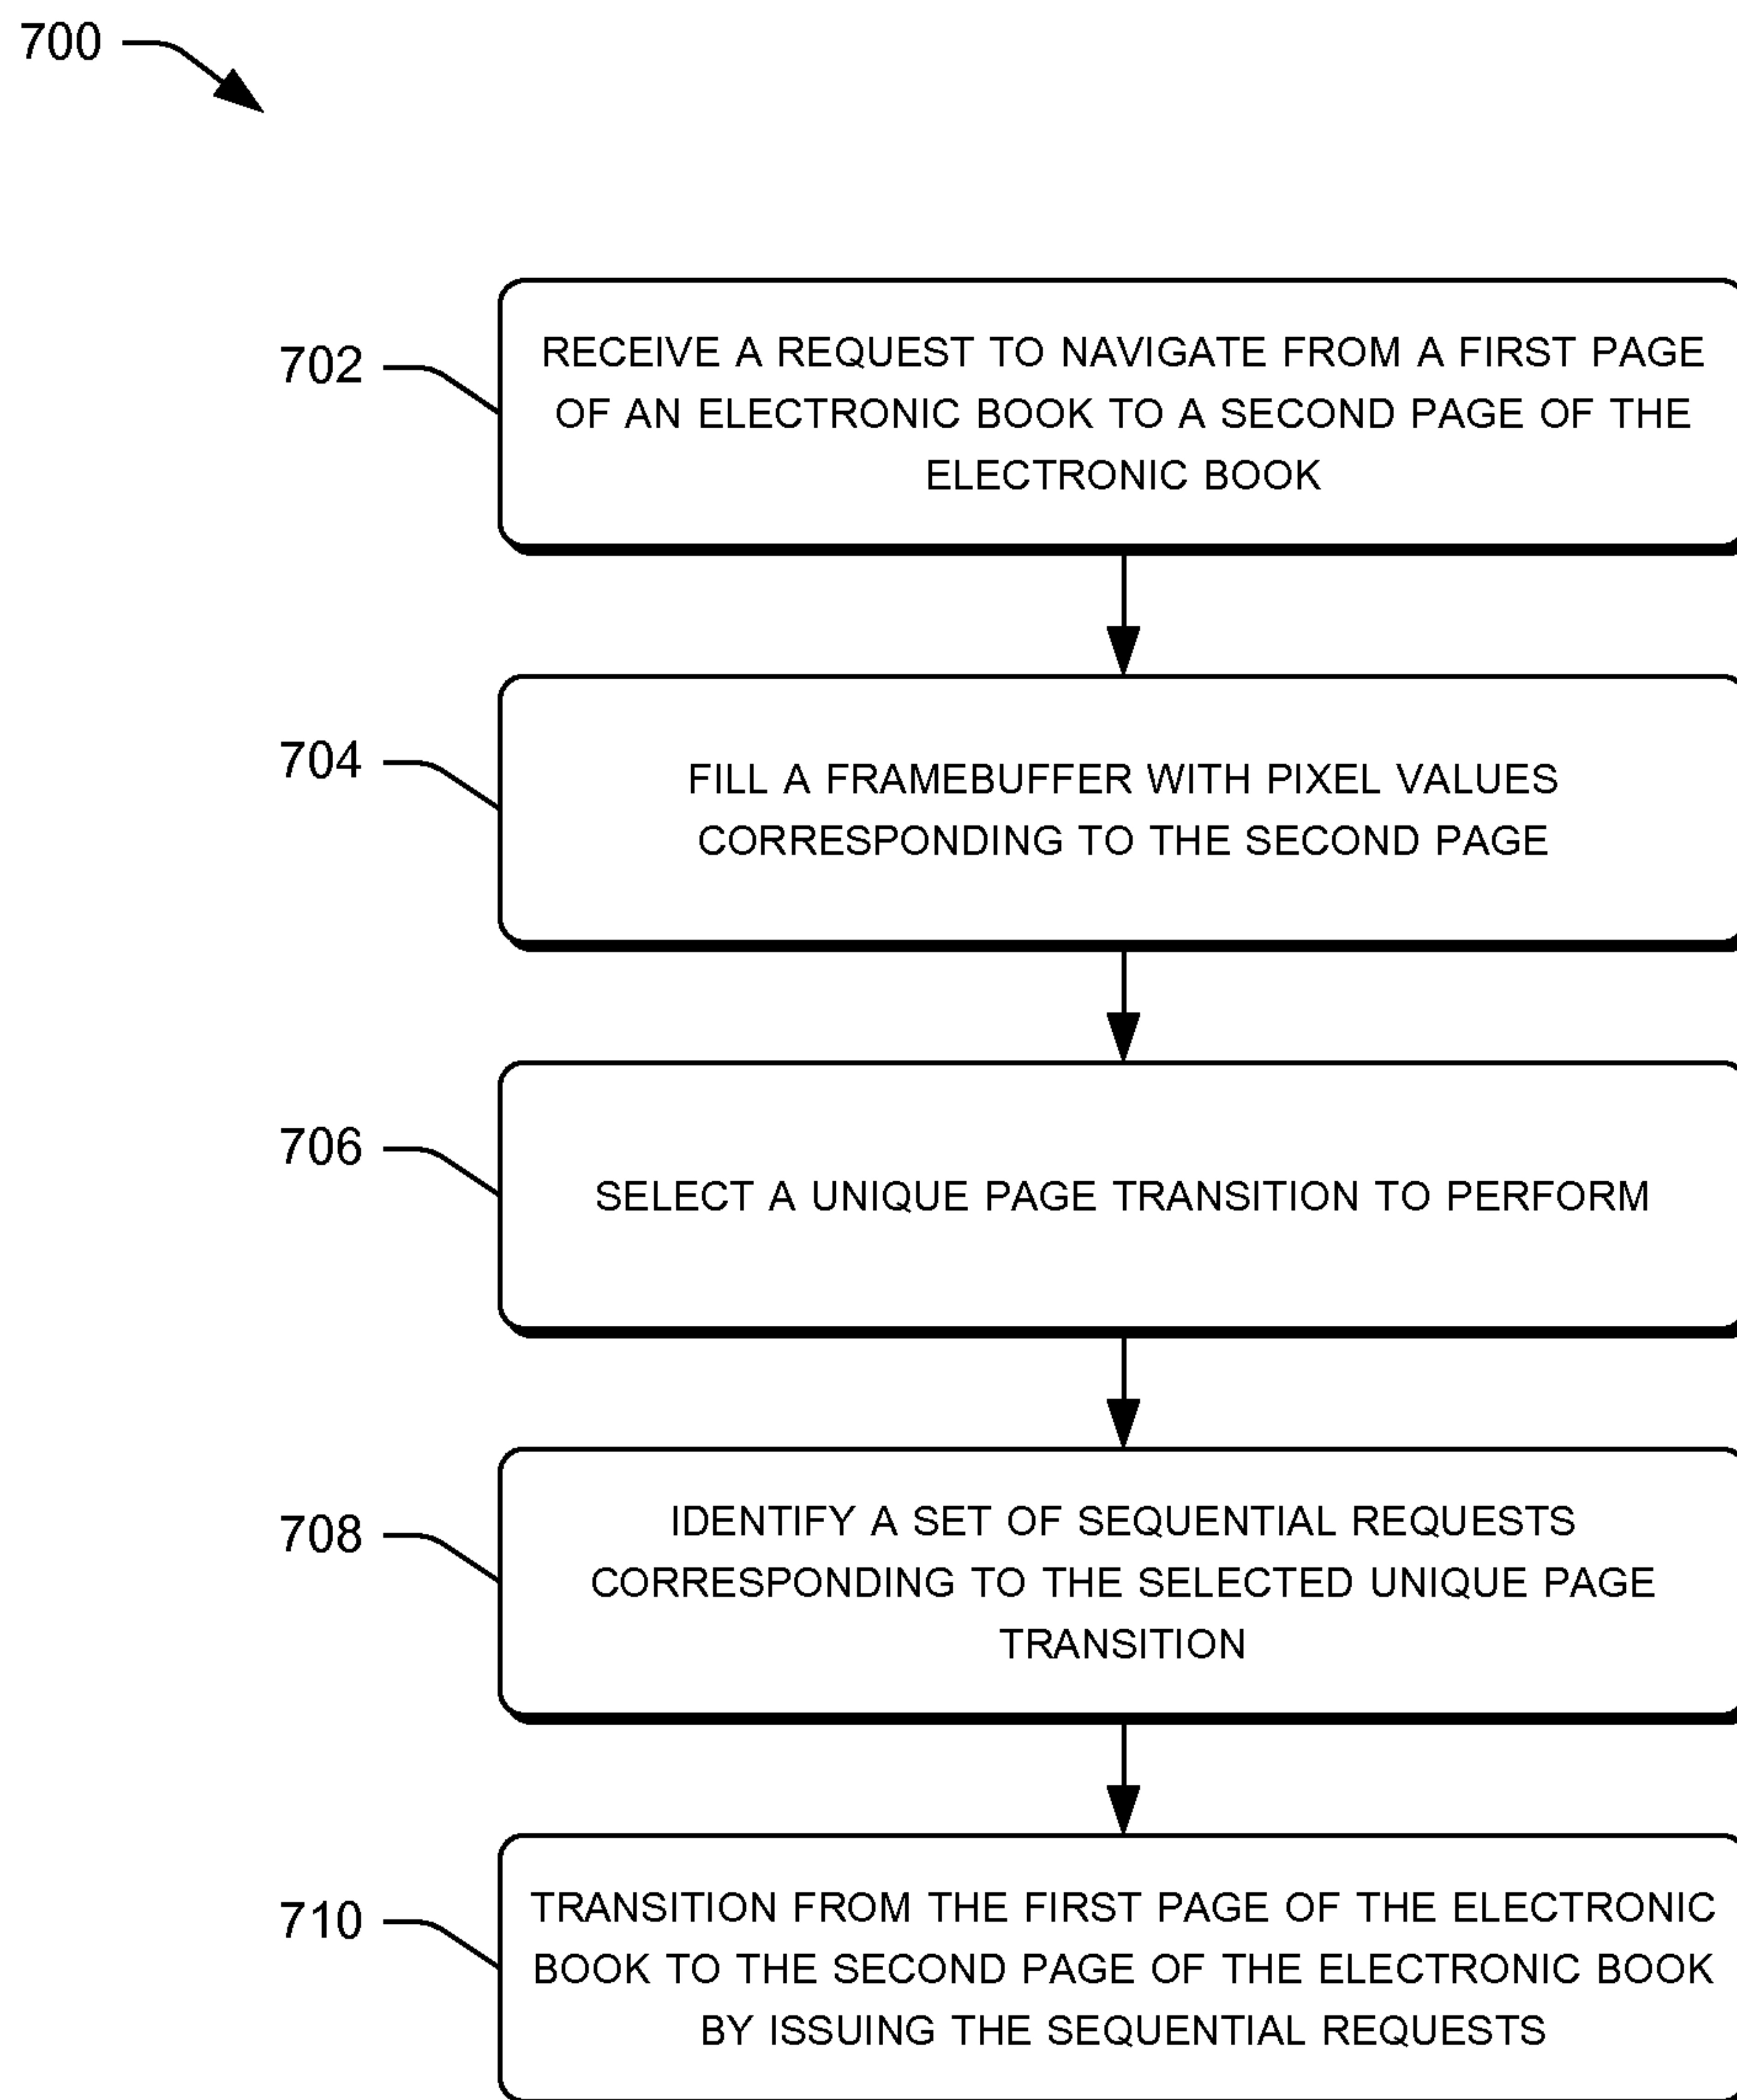 700
702
RECEIVE A REQUEST TO NAVIGATE FROM A FIRST PAGE
OF AN ELECTRONIC BOOK TO A SECOND PAGE OF THE
ELECTRONIC BOOK
704
FILL A FRAMEBUFFER WITH PIXEL VALUES
CORRESPONDING TO THE SECOND PAGE
706
SELECT A UNIQUE PAGE TRANSITION TO PERFORM
708
IDENTIFY A SET OF SEQUENTIAL REQUESTS
CORRESPONDING TO THE SELECTED UNIQUE PAGE
TRANSITION
710
TRANSITION FROM THE FIRST PAGE OF THE ELECTRONIC
BOOK TO THE SECOND PAGE OF THE ELECTRONIC BOOK
BY ISSUING THE SEQUENTIAL REQUESTS